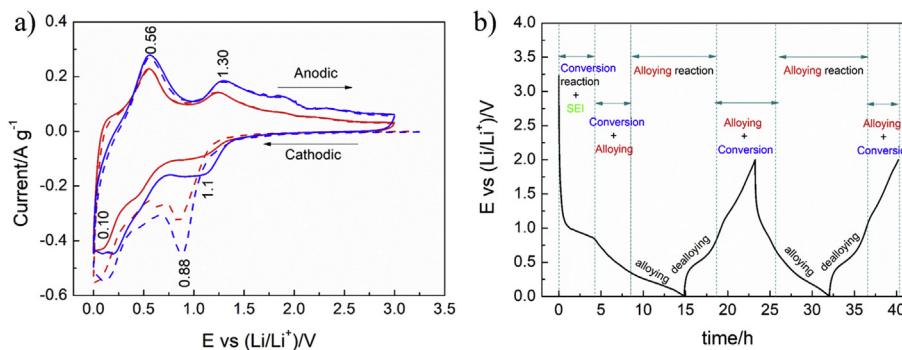 a)
0.4
0.2
0.0
-0.2
-0.4
-0.6
Current/A g-1
0.0
0.5
1.0
1.5
2.0
2.5
3.0
E vs (Li/Li+)/V
0.56
1.30
Anodic
Cathodic
0.10
1.1
0.88
b)
4.0
3.5
3.0
2.5
2.0
1.5
1.0
0.5
0.0
E vs (Li/Li+)/V
0
5
10
15
20
25
30
35
40
time/h
Conversion
reaction
+
SEI
Conversion
+
Alloying
Alloying reaction
Alloying
+
Conversion
Alloying reaction
Alloying
+
Conversion
alloying
dealloying
alloying
dealloying